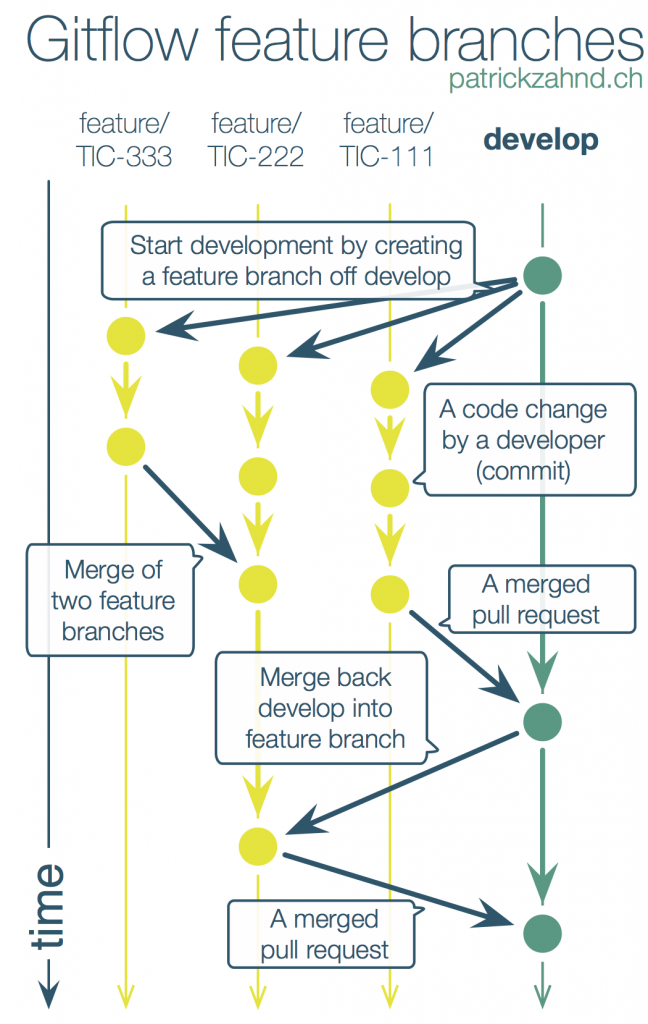 Gitflow feature branches
patrickzahnd.ch
feature/
TIC-333
feature/
TIC-222
feature/
TIC-111
develop
Start development by creating
a feature branch off develop
A code change
by a developer
(commit)
Merge of
two feature
branches
A merged
pull request
Merge back
develop into
feature branch
time
A merged
pull request